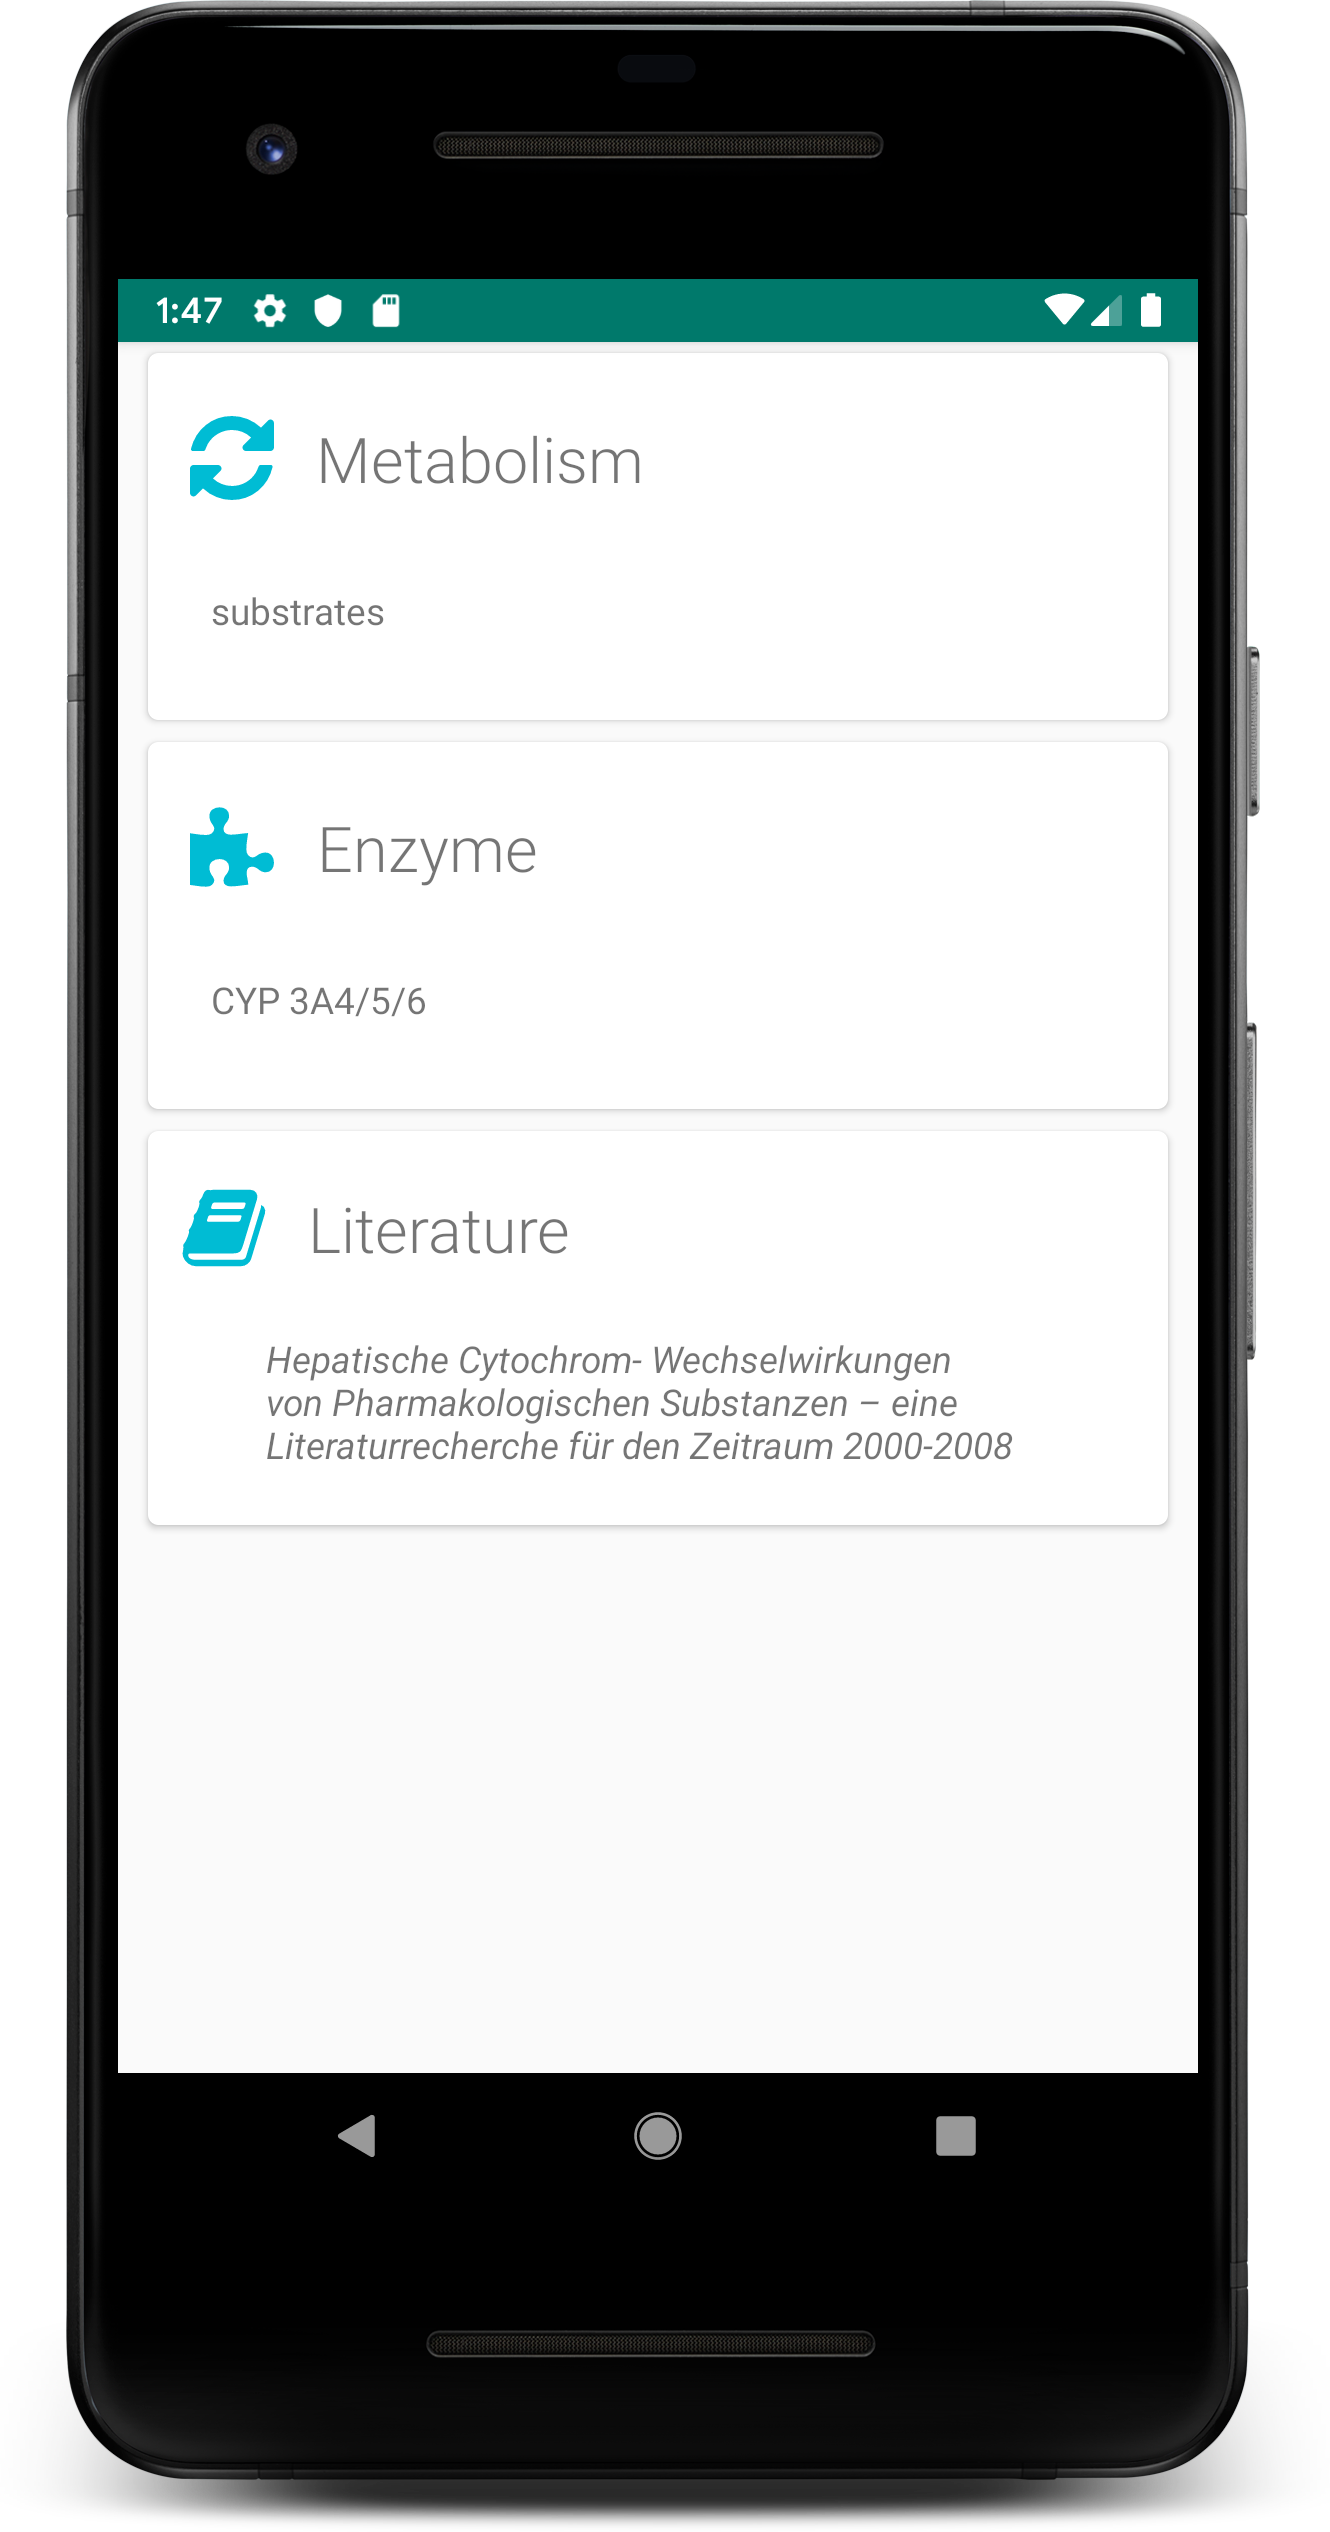 1:47
Metabolism
substrates
Enzyme
CYP 3A4/5/6
Literature
Hepatische Cytochrom- Wechselwirkungen
von Pharmakologischen Substanzen – eine
Literaturrecherche für den Zeitraum 2000-2008